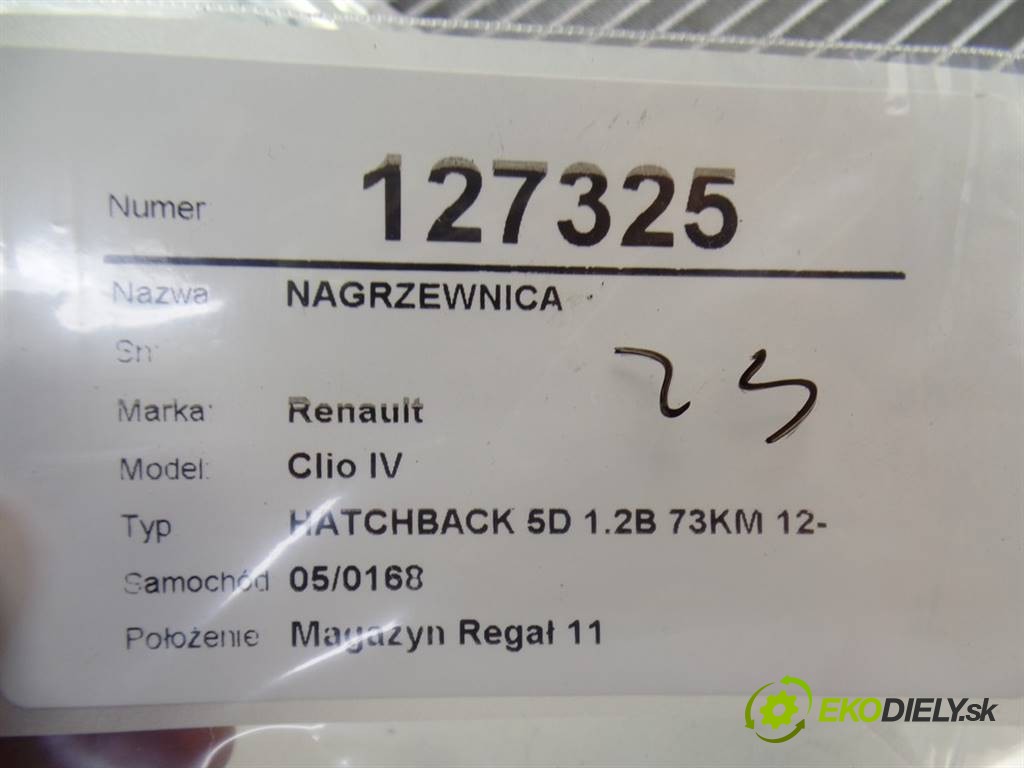 Numer: 127325
Nazwa NAGRZEWNICA
Sn:
Marka: Renault
Model: Clio IV
Typ HATCHBACK 5D 1.2B 73KM 12-
Samochód 05/0168
Położenie Magazyn Regał 11
EKODIELY.sk